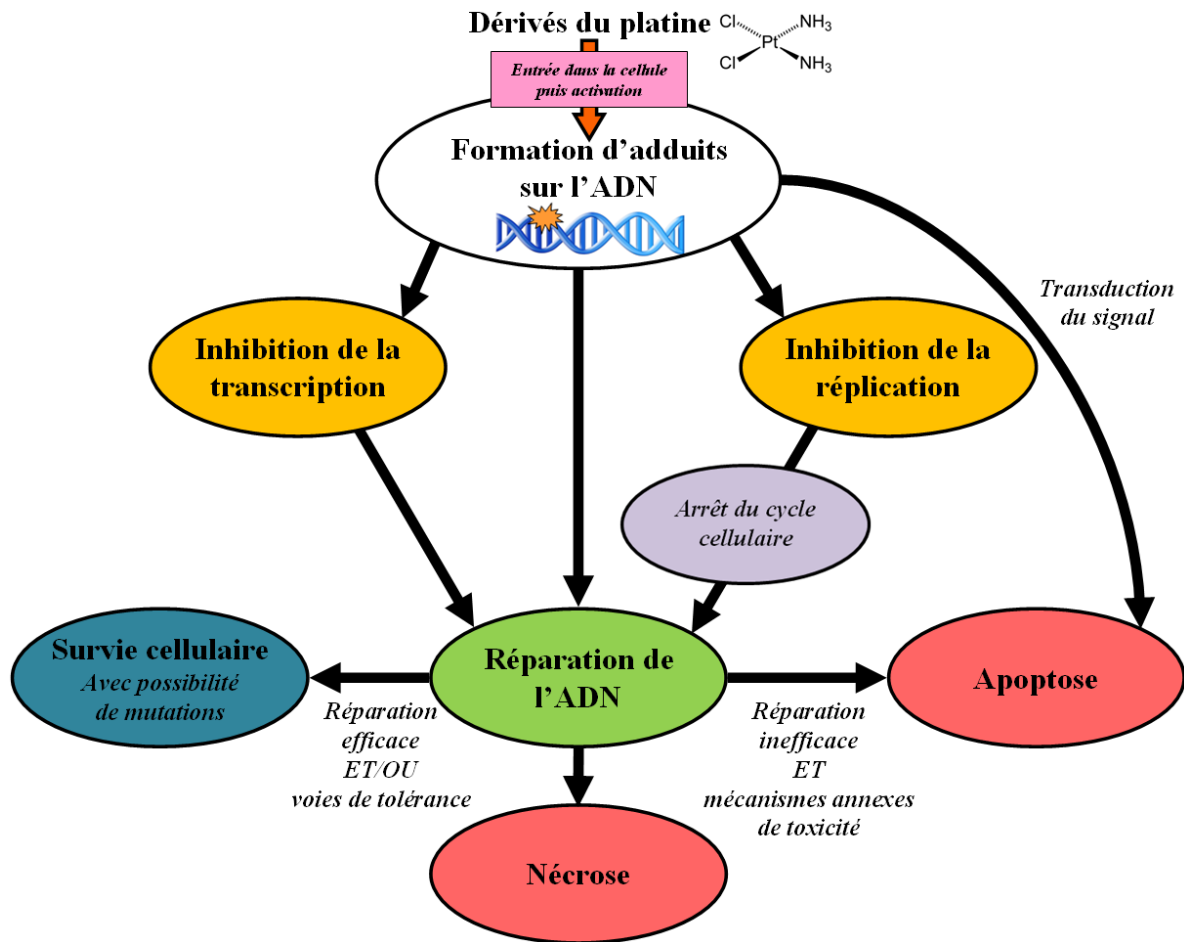 Dérivés du platine
Cl
NH3
Pt
Cl
NH3
Entrée dans la cellule
puis activation
Formation d'adduits
sur l'ADN
Transduction
du signal
Inhibition de la
transcription
Inhibition de la
réplication
Arrêt du cycle
cellulaire
Survie cellulaire
Avec possibilité
de mutations
Réparation de
l'ADN
Apoptose
Réparation
efficace
ET/OU
voies de tolérance
Réparation
inefficace
ET
mécanismes annexes
de toxicité
Nécrose